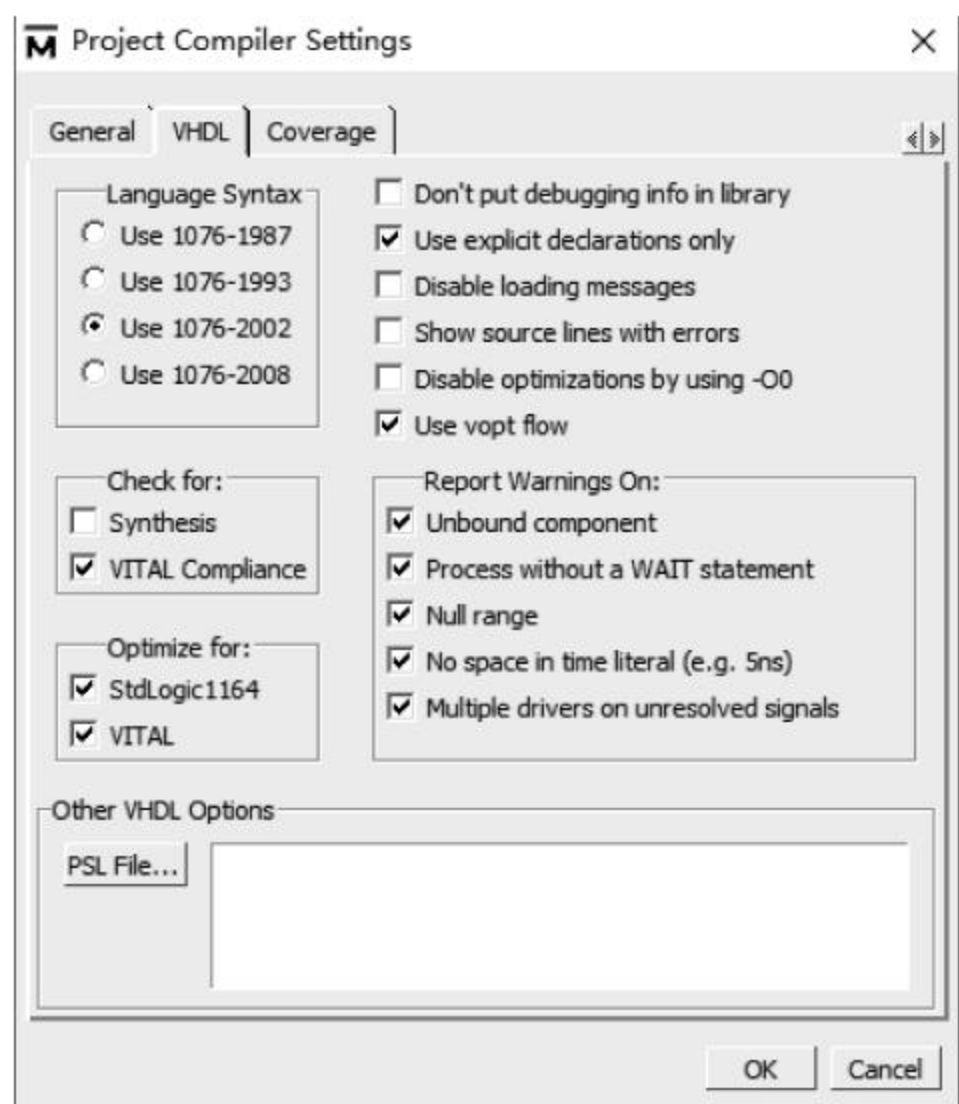 M Project Compiler Settings
General VHDL Coverage
Language Syntax
Use 1076-1987
Use 1076-1993
Use 1076-2002
Use 1076-2008
Don't put debugging info in library
Use explicit declarations only
Disable loading messages
Show source lines with errors
Disable optimizations by using -O0
Use vopt flow
Check for:
Synthesis
VITAL Compliance
Optimize for:
StdLogic1164
VITAL
Report Warnings On:
Unbound component
Process without a WAIT statement
Null range
No space in time literal (e.g. 5ns)
Multiple drivers on unresolved signals
Other VHDL Options
PSL File...
OK Cancel